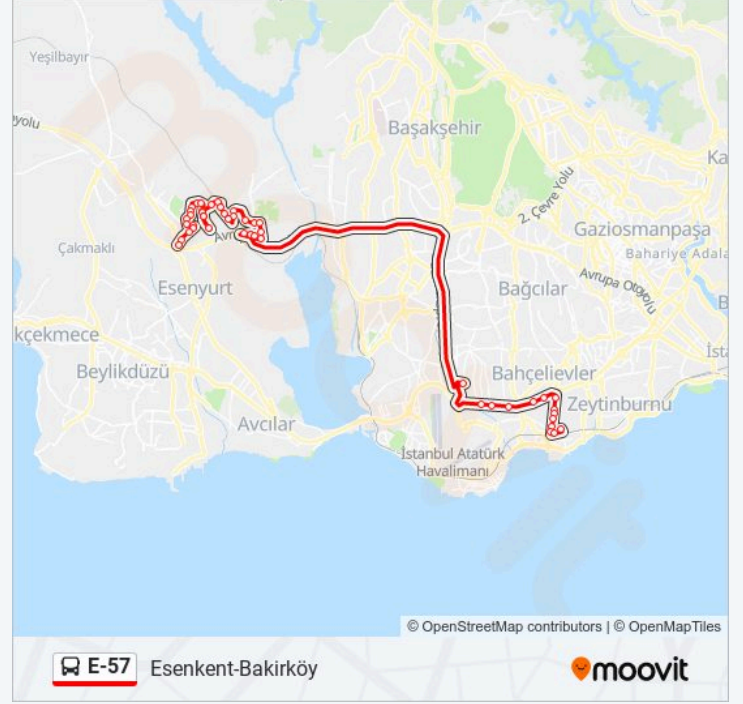 Yeşilbayır
yolu
Başakşehir
Ka
2. Çevre Yolu
Gaziosmanpaşa
Bahariye Adala
Çakmaklı
Avr
Esenyurt
Avrupa Otoyolu
Bağcılar
B
kçekmece
Beylikdüzü
Bahçelievler
İsta
Zeytinburnu
Avcılar
İstanbul Atatürk
Havalimanı
© OpenStreetMap contributors | © OpenMapTiles
E-57 Esenkent-Bakirköy
moovit